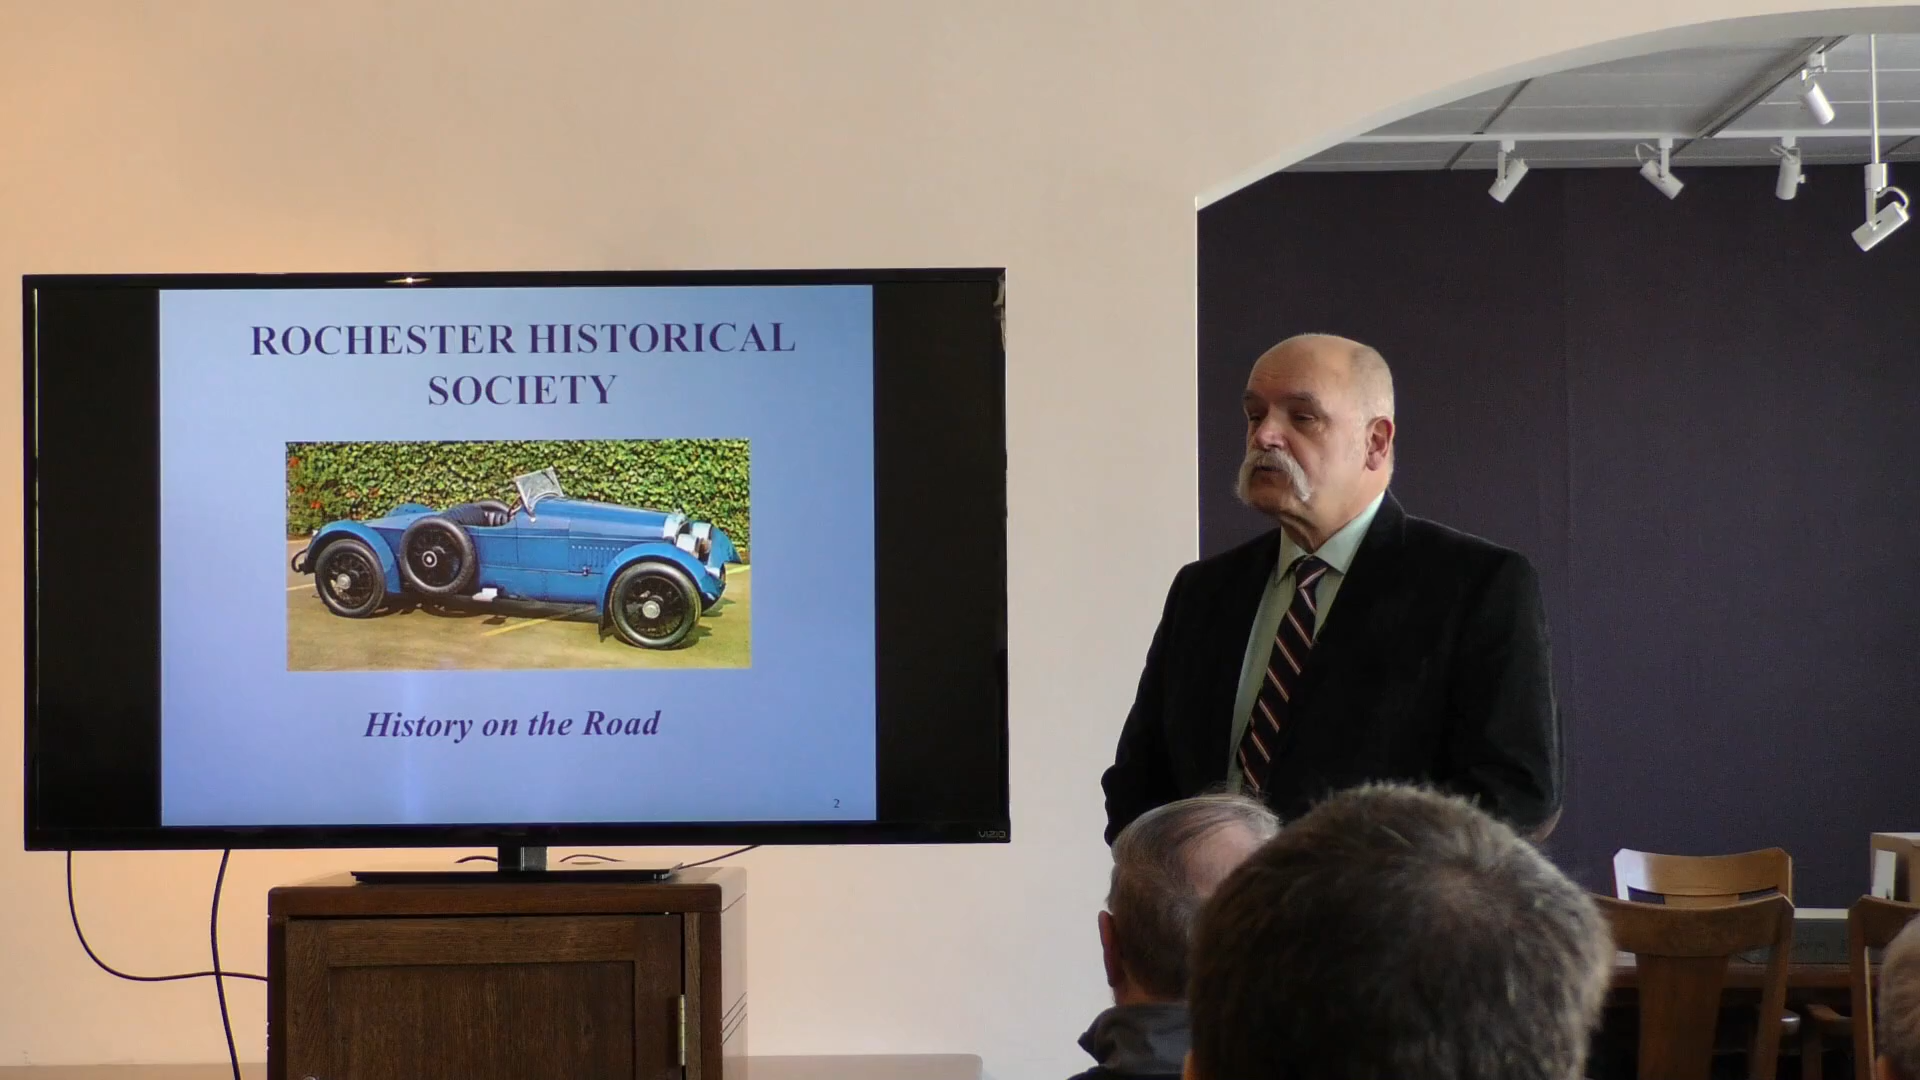 ROCHESTER HISTORICAL
SOCIETY
History on the Road
2
VIZIO